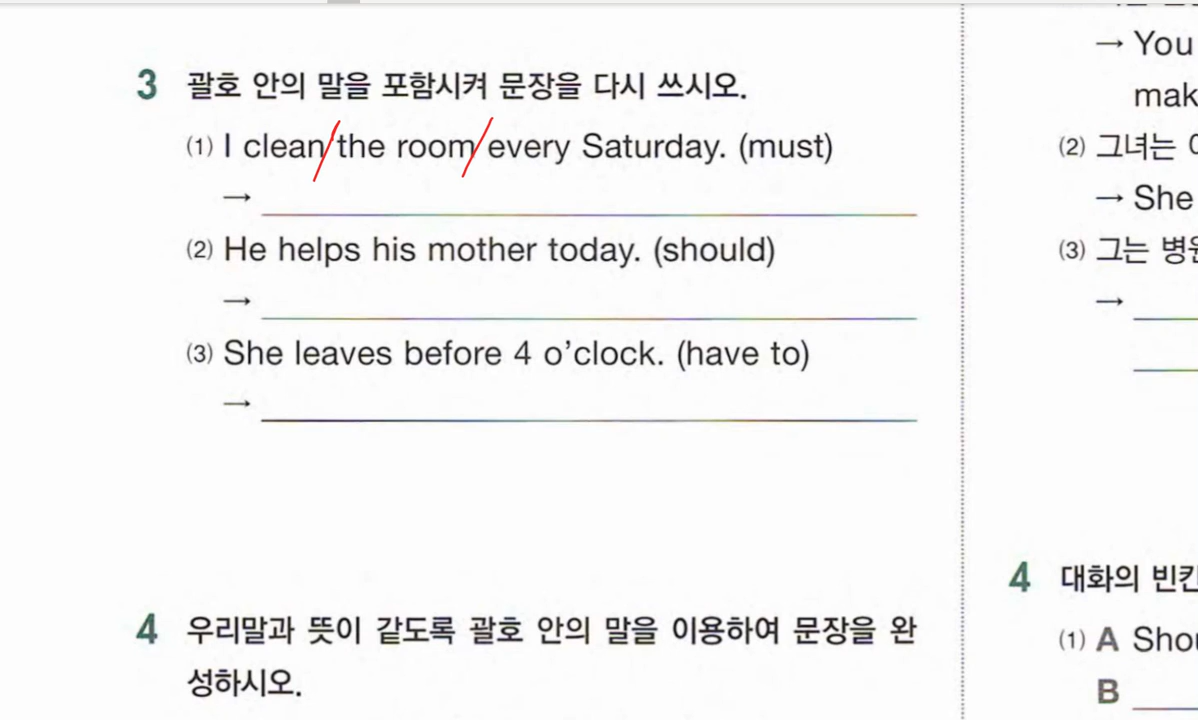 3 괄호 안의 말을 포함시켜 문장을 다시 쓰시오.
(1) I clean the room every Saturday. (must)
→
(2) He helps his mother today. (should)
→
(3) She leaves before 4 o'clock. (have to)
→
4 우리말과 뜻이 같도록 괄호 안의 말을 이용하여 문장을 완
성하시오.
→ You
mak
(2) 그녀는
→ She
(3) 그는
→
4 대화의 빈칸
(1) A Shou
B